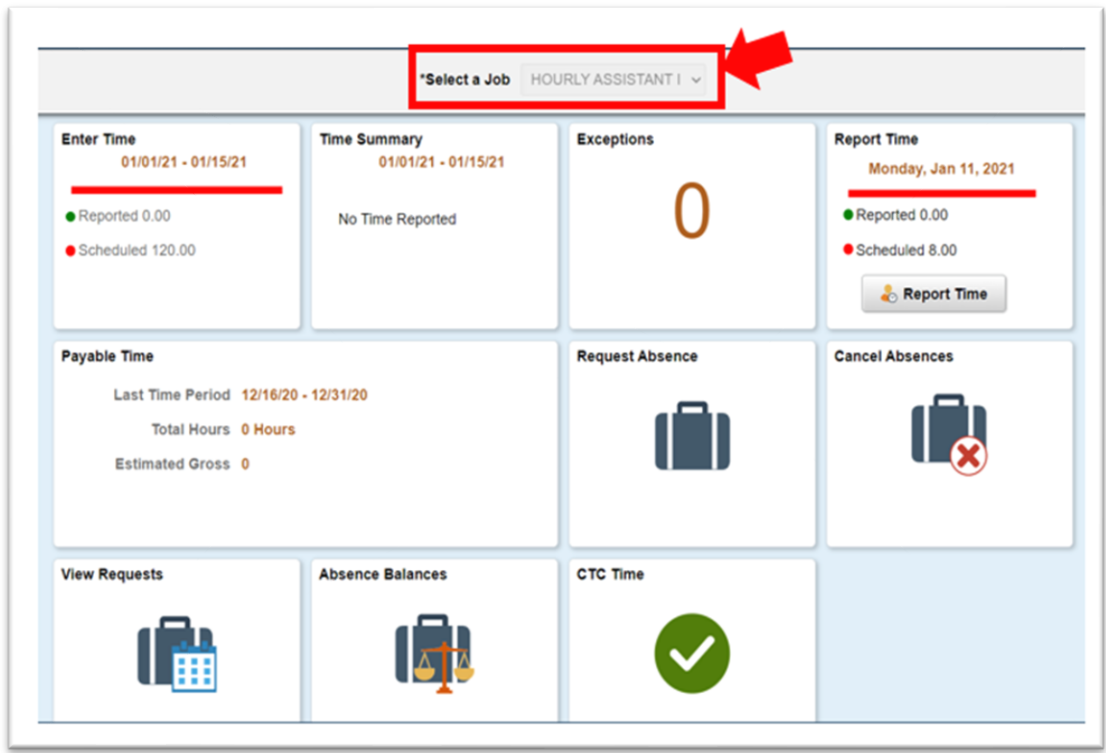 *Select a Job HOURLY ASSISTANT I
Enter Time
01/01/21 - 01/15/21
Reported 0.00
Scheduled 120.00
Time Summary
01/01/21 - 01/15/21
No Time Reported
Exceptions
0
Report Time
Monday, Jan 11, 2021
Reported 0.00
Scheduled 8.00
Report Time
Payable Time
Last Time Period 12/16/20 - 12/31/20
Total Hours 0 Hours
Estimated Gross 0
Request Absence
Cancel Absences
View Requests
Absence Balances
CTC Time